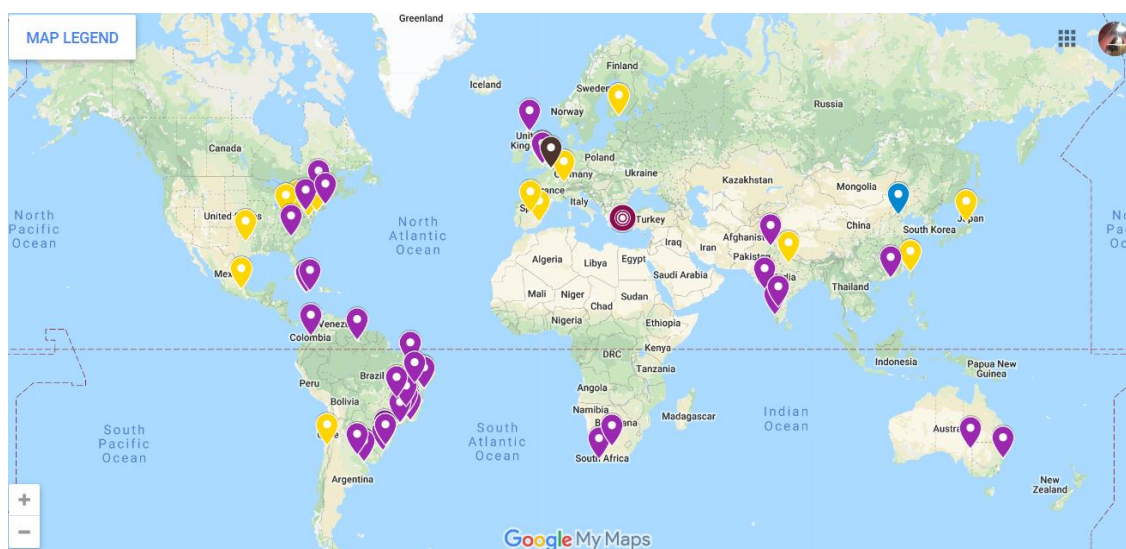 MAP LEGEND
Greenland
Iceland
Finland
Sweden
Norway
Russia
Canada
United
Kingdom
Poland
Germany
Ukraine
Kazakhstan
Mongolia
North
Pacific
Ocean
North
Atlantic
Ocean
Italy
Turkey
Afghanistan
China
South Korea
Japan
Iraq
Iran
Pakistan
Algeria
Libya
Egypt
Saudi Arabia
Thailand
Mali
Niger
Chad
Sudan
Nigeria
Ethiopia
Venezuela
Colombia
DRC
Kenya
Tanzania
Indonesia
Papua New
Guinea
Peru
Brazil
Bolivia
Angola
Namibia
Madagascar
Indian
Ocean
South
Pacific
Ocean
South
Atlantic
Ocean
South Africa
Argentina
New
Zealand
+
−
Google My Maps